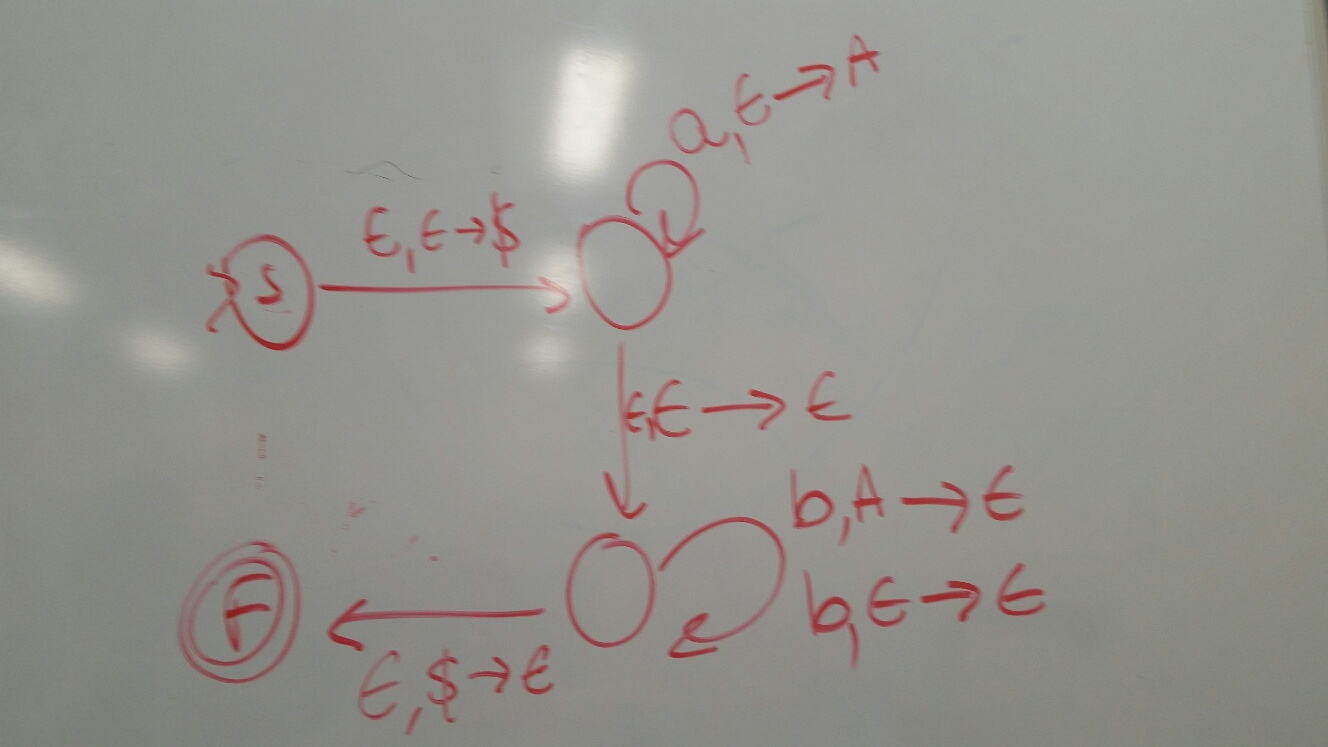 a, ε → A
ε, ε → $
S
ε, ε → ε
b, A → ε
b, ε → ε
F
ε, $ → ε